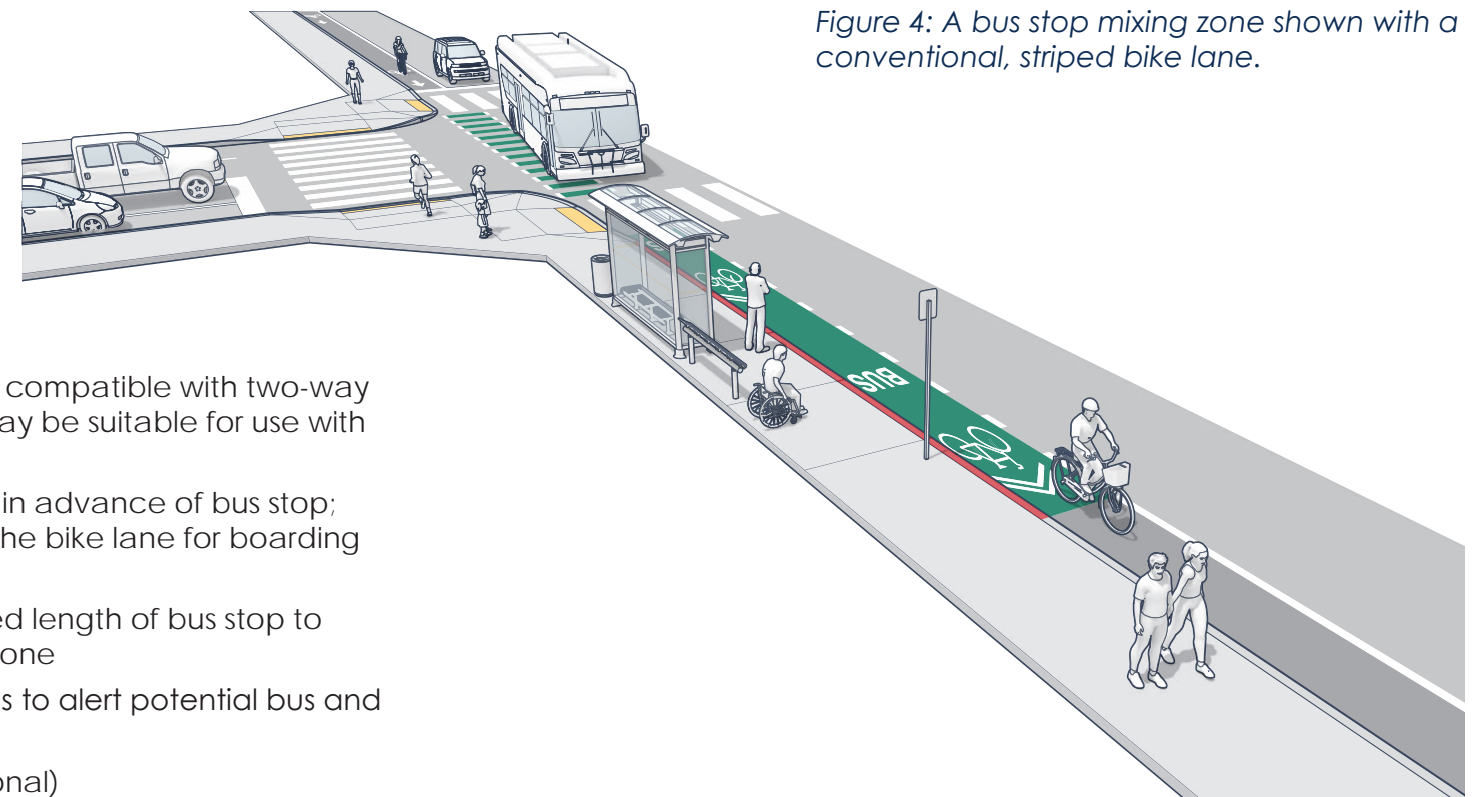 Figure 4: A bus stop mixing zone shown with a
conventional, striped bike lane.
BUS
compatible with two-way
ay be suitable for use with
in advance of bus stop;
he bike lane for boarding
ed length of bus stop to
one
s to alert potential bus and
onal)